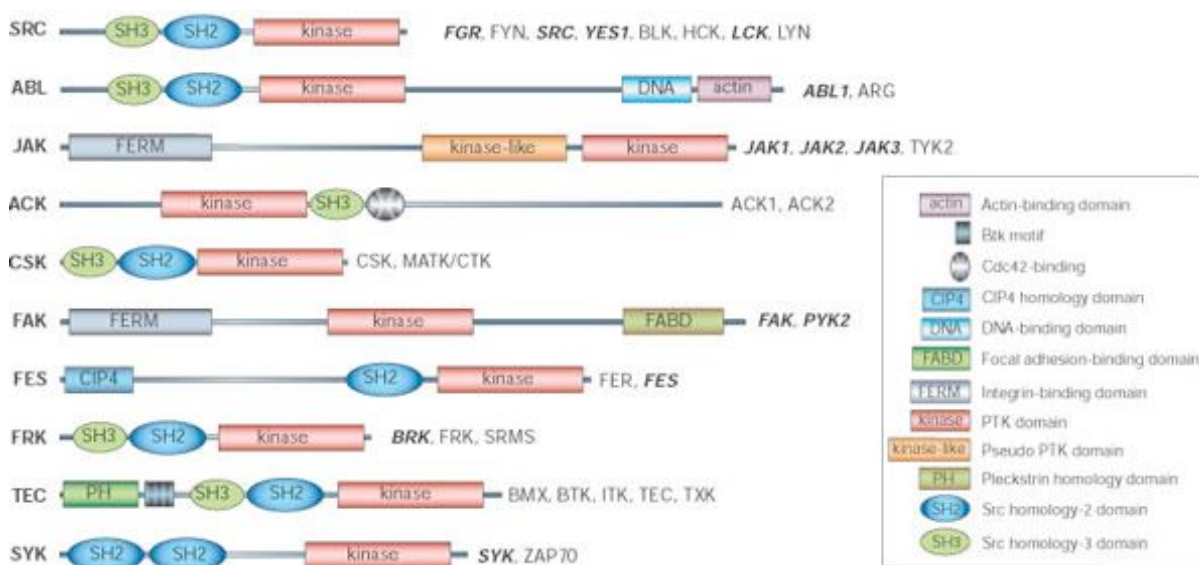 SRC SH3 SH2 kinase FGR, FYN, SRC, YES1, BLK, HCK, LCK, LYN
ABL SH3 SH2 kinase DNA actin ABL1, ARG
JAK FERM kinase-like kinase JAK1, JAK2, JAK3, TYK2
ACK kinase SH3 ACK1, ACK2
CSK SH3 SH2 kinase CSK, MATK/CTK
FAK FERM kinase FABD FAK, PYK2
FES CIP4 SH2 kinase FER, FES
FRK SH3 SH2 kinase BRK, FRK, SRMS
TEC PH SH3 SH2 kinase BMX, BTK, ITK, TEC, TXK
SYK SH2 SH2 kinase SYK, ZAP70
actin Actin-binding domain
Btk motif
Cdc42-binding
CIP4 CIP4 homology domain
DNA DNA-binding domain
FABD Focal adhesion-binding domain
FERM Integrin-binding domain
kinase PTK domain
kinase-like Pseudo PTK domain
PH Pleckstrin homology domain
SH2 Src homology-2 domain
SH3 Src homology-3 domain